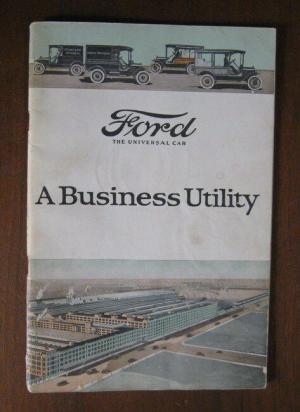 Ford
THE UNIVERSAL CAR
A Business Utility